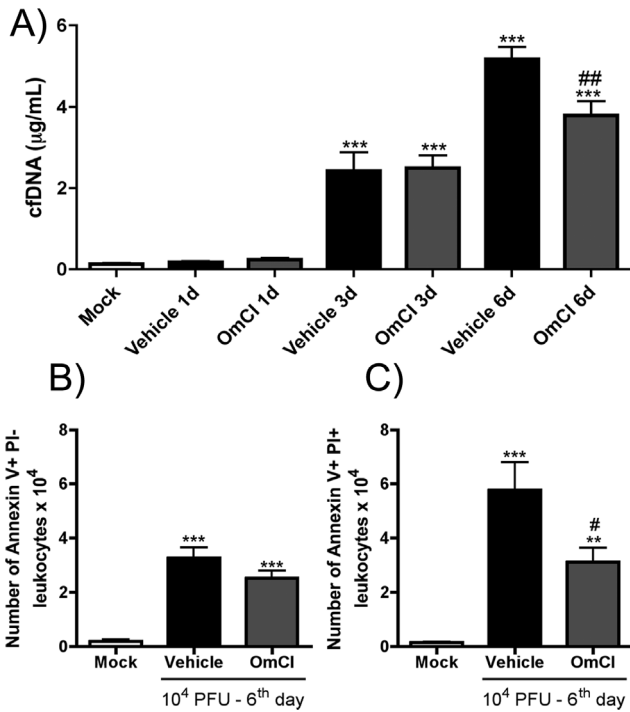 A)
cfDNA (µg/mL)
6
4
2
0
***
***
***
##
***
Mock
Vehicle 1d
OmCI 1d
Vehicle 3d
OmCI 3d
Vehicle 6d
OmCI 6d
B)
Number of Annexin V+ PI-
leukocytes x 10⁴
8
6
4
2
0
***
***
Mock Vehicle OmCI
10⁴ PFU - 6ᵗʰ day
C)
Number of Annexin V+ PI+
leukocytes x 10⁴
8
6
4
2
0
***
#
**
Mock Vehicle OmCI
10⁴ PFU - 6ᵗʰ day